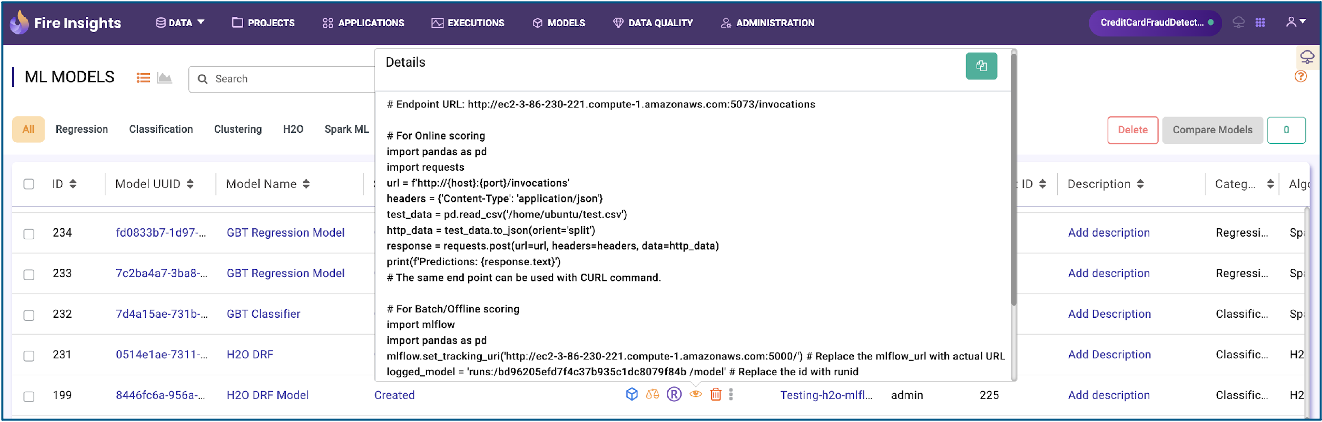 Fire Insights
DATA
PROJECTS
APPLICATIONS
EXECUTIONS
MODELS
DATA QUALITY
ADMINISTRATION
CreditCardFraudDetect...
ML MODELS
Search
Details
# Endpoint URL: http://ec2-3-86-230-221.compute-1.amazonaws.com:5073/invocations
# For Online scoring
import pandas as pd
import requests
url = f'http://{host}:{port}/invocations'
headers = {'Content-Type': 'application/json'}
test_data = pd.read_csv('/home/ubuntu/test.csv')
http_data = test_data.to_json(orient='split')
response = requests.post(url=url, headers=headers, data=http_data)
print(f'Predictions: {response.text}')
# The same end point can be used with CURL command.
# For Batch/Offline scoring
import mlflow
import pandas as pd
mlflow.set_tracking_uri('http://ec2-3-86-230-221.compute-1.amazonaws.com:5000/') # Replace the mlflow_url with actual URL
logged_model = 'runs:/bd96205efd7f4c37b935c1dc8079f84b /model' # Replace the id with runid
All Regression Classification Clustering H2O Spark ML
Delete Compare Models 0
ID Model UUID Model Name ID Description Categ...
234 fd0833b7-1d97-... GBT Regression Model Add description Regressi...
233 7c2ba4a7-3ba8-... GBT Regression Model Add description Regressi...
232 7d4a15ae-731b-... GBT Classifier Add Description Classific...
231 0514e1ae-7311-... H2O DRF Add Description Classific...
199 8446fc6a-956a-... H2O DRF Model Created R Testing-h2o-mlfl... admin 225 Add description Classific...